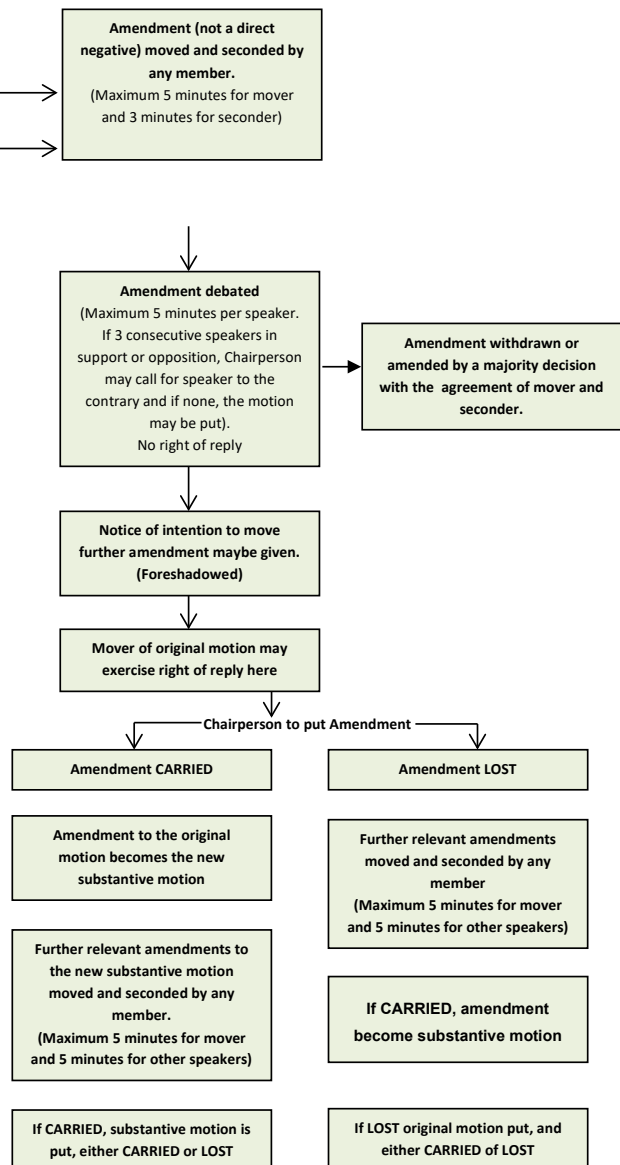 Amendment (not a direct
negative) moved and seconded by
any member.
(Maximum 5 minutes for mover
and 3 minutes for seconder)
Amendment debated
(Maximum 5 minutes per speaker.
If 3 consecutive speakers in
support or opposition, Chairperson
may call for speaker to the
contrary and if none, the motion
may be put).
No right of reply
Amendment withdrawn or
amended by a majority decision
with the agreement of mover and
seconder.
Notice of intention to move
further amendment maybe given.
(Foreshadowed)
Mover of original motion may
exercise right of reply here
Chairperson to put Amendment
Amendment CARRIED
Amendment to the original
motion becomes the new
substantive motion
Further relevant amendments to
the new substantive motion
moved and seconded by any
member.
(Maximum 5 minutes for mover
and 5 minutes for other speakers)
If CARRIED, substantive motion is
put, either CARRIED or LOST
Amendment LOST
Further relevant amendments
moved and seconded by any
member
(Maximum 5 minutes for mover
and 5 minutes for other speakers)
If CARRIED, amendment
become substantive motion
If LOST original motion put, and
either CARRIED of LOST